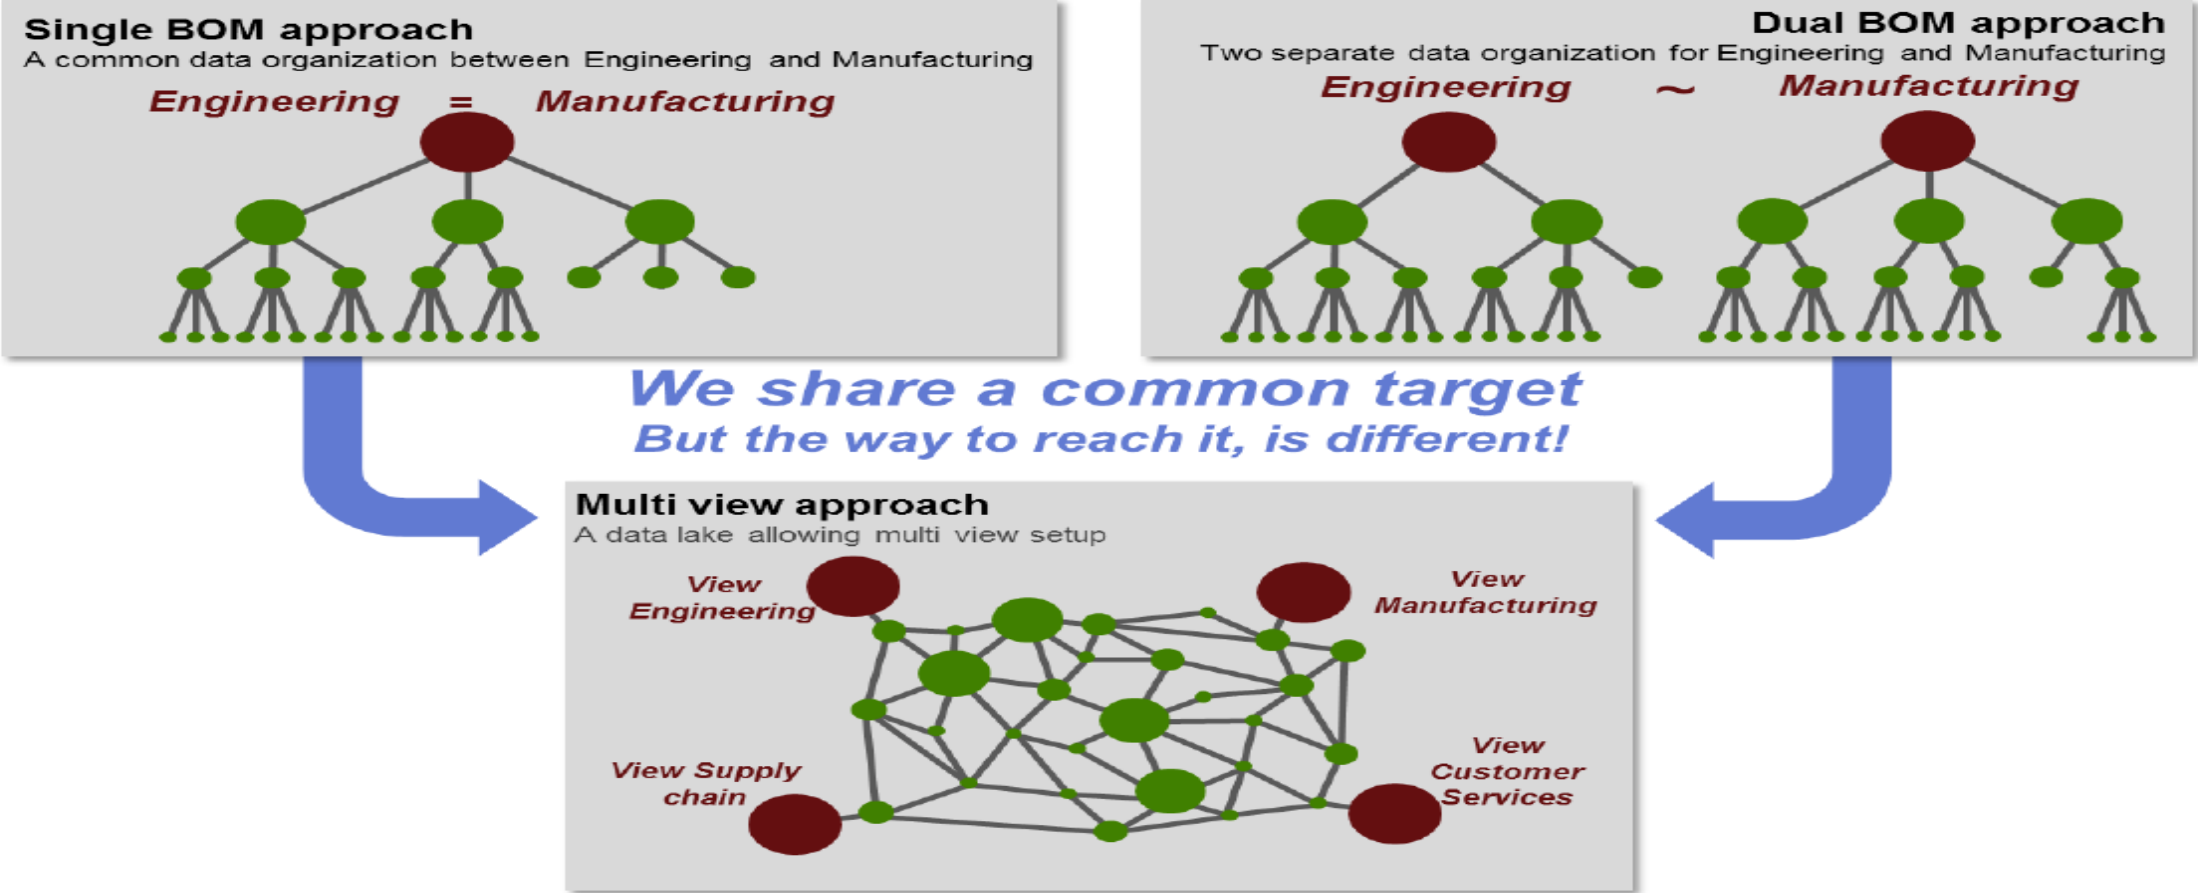 Single BOM approach
A common data organization between Engineering and Manufacturing
Engineering = Manufacturing
Dual BOM approach
Two separate data organization for Engineering and Manufacturing
Engineering ~ Manufacturing
We share a common target
But the way to reach it, is different!
Multi view approach
A data lake allowing multi view setup
View
Engineering
View
Manufacturing
View Supply
chain
View
Customer
Services